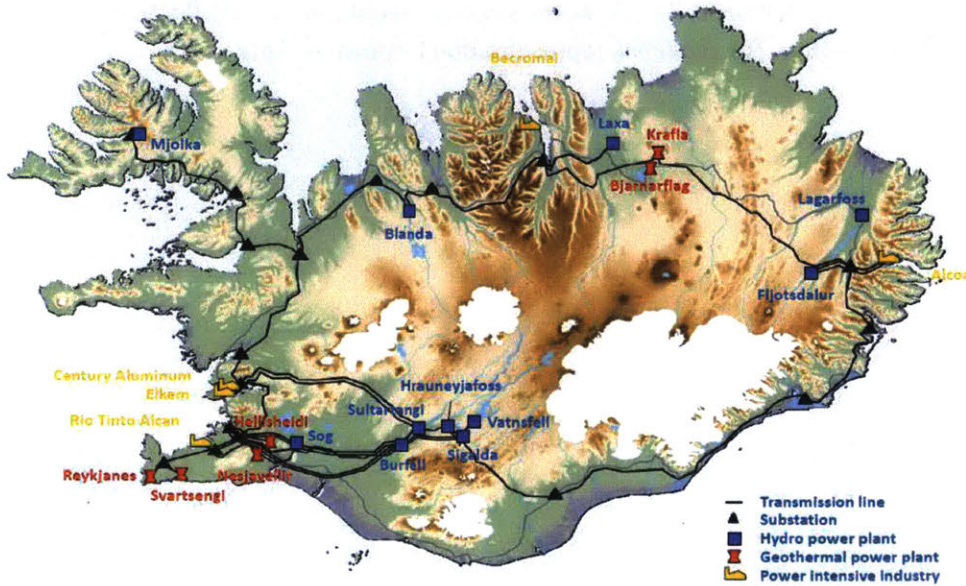 Becromal
Laxa
Krafla
Mjolka
Bjarnarflag
Lagarfoss
Blanda
Alcoa
Fljotsdalur
Century Aluminum
Elkem
Hrauneyjafoss
Sultartangi
Rio Tinto Alcan
Hellisheidi
Sog
Vatnsfell
Burfell
Sigalda
Reykjanes
Nesjavellir
Svartsengi
Transmission line
Substation
Hydro power plant
Geothermal power plant
Power intensive industry